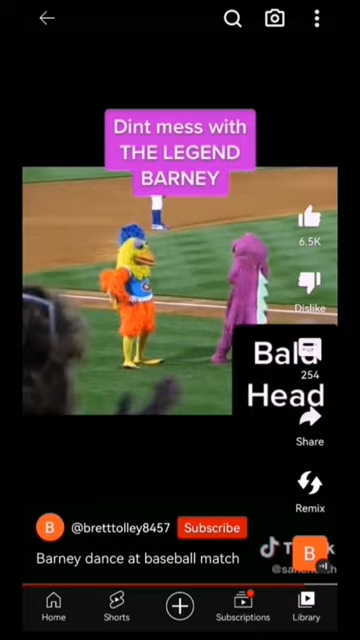 Dint mess with
THE LEGEND
BARNEY
6.5K
Dislike
Bald
Head
254
Share
Remix
@bretttolley8457
Subscribe
Barney dance at baseball match
B
B
Home
Shorts
Subscriptions
Library